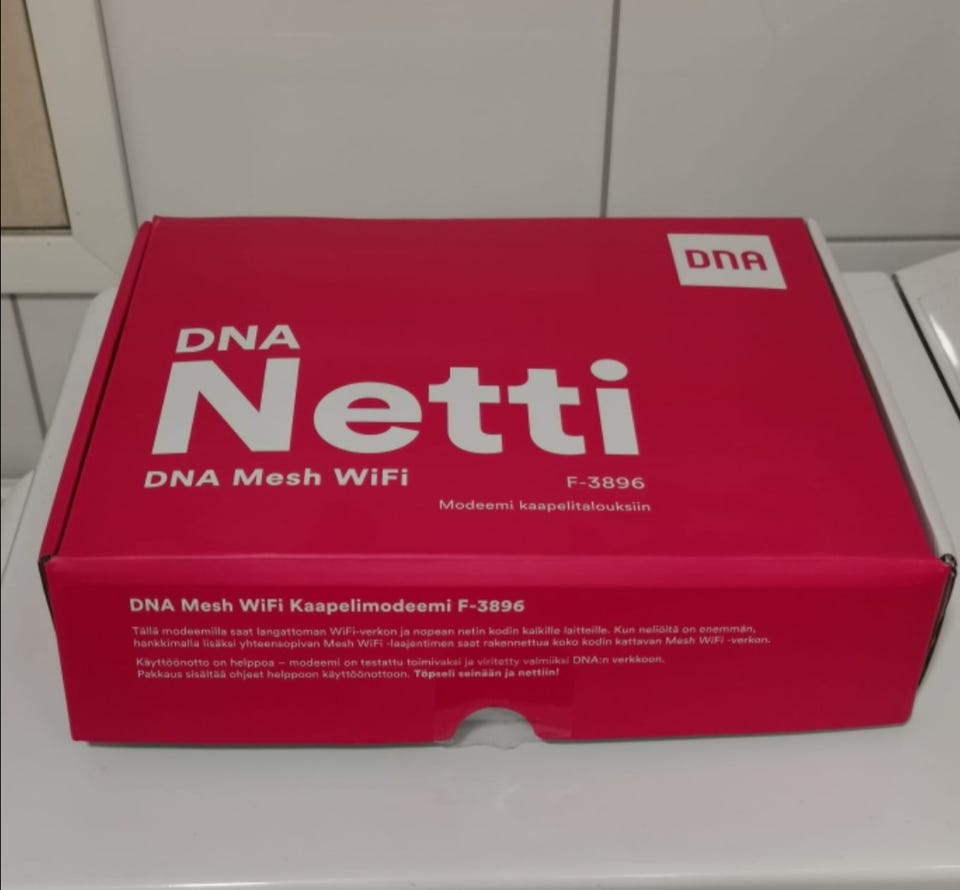 DNA
DNA
Netti
DNA Mesh WiFi
F-3896
Modeemi kaapelitalouksiin
DNA Mesh WiFi Kaapelimodeemi F-3896
Tällä modeemilla saat langattoman WiFi-verkon ja nopean netin kodin kaikille laitteille. Kun neliöitä on enemmän,
hankkimalla lisäksi yhteensopivan Mesh WiFi -laajentimen saat rakennettua koko kodin kattavan Mesh WiFi -verkon.
Käyttöönotto on helppoa – modeemi on testattu toimivaksi ja viritetty valmiiksi DNA:n verkkoon.
Pakkaus sisältää ohjeet helppoon käyttöönottoon. Töpseli seinään ja nettiin!